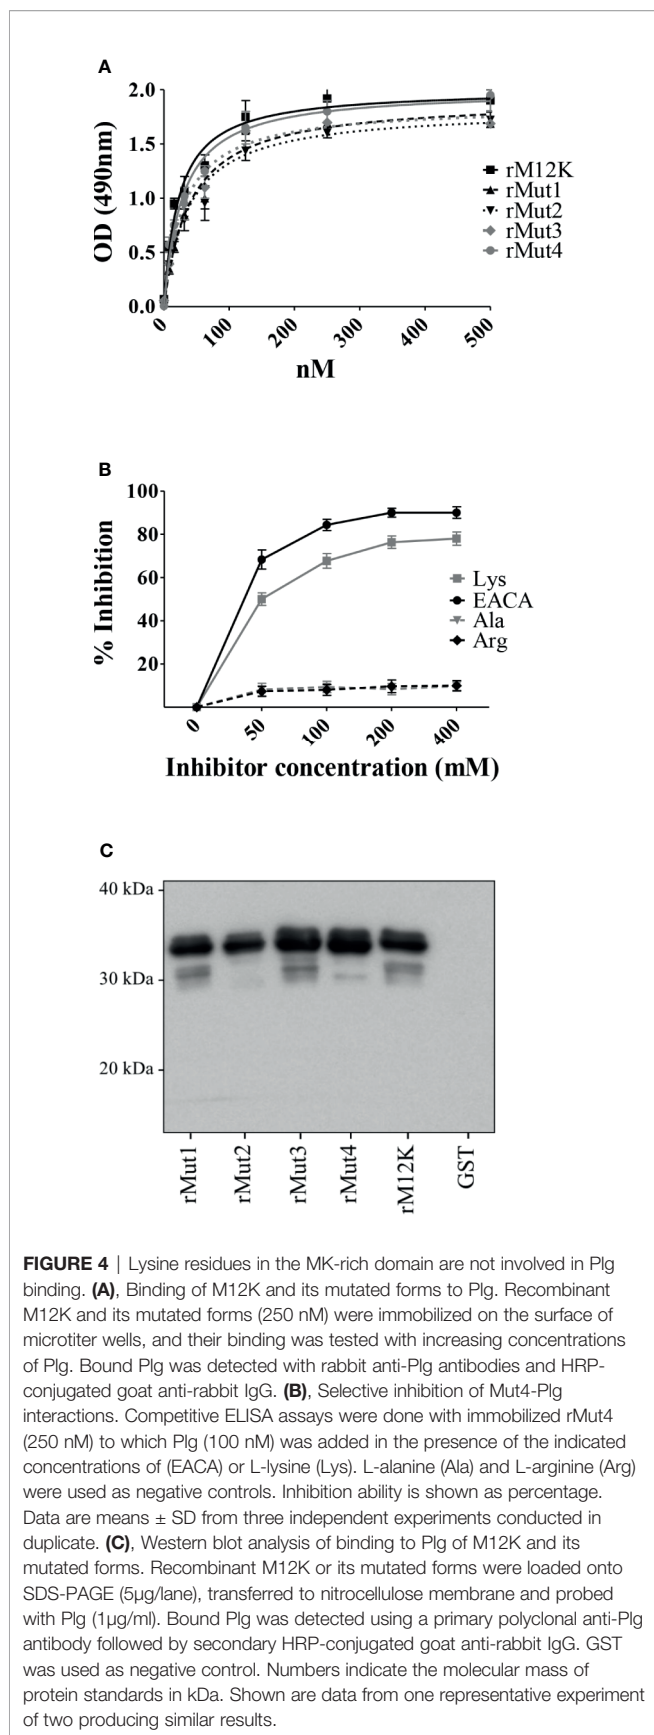 A
2.0
1.5
1.0
0.5
0.0
OD (490nm)
0
100
200
300
400
500
nM
rM12K
rMut1
rMut2
rMut3
rMut4
B
100
80
60
40
20
% Inhibition
0
50
100
200
400
Inhibitor concentration (mM)
Lys
EACA
Ala
Arg
C
40 kDa
30 kDa
20 kDa
rMut1
rMut2
rMut3
rMut4
rM12K
GST
FIGURE 4 | Lysine residues in the MK-rich domain are not involved in Plg
binding. (A), Binding of M12K and its mutated forms to Plg. Recombinant
M12K and its mutated forms (250 nM) were immobilized on the surface of
microtiter wells, and their binding was tested with increasing concentrations
of Plg. Bound Plg was detected with rabbit anti-Plg antibodies and HRP-
conjugated goat anti-rabbit IgG. (B), Selective inhibition of Mut4-Plg
interactions. Competitive ELISA assays were done with immobilized rMut4
(250 nM) to which Plg (100 nM) was added in the presence of the indicated
concentrations of (EACA) or L-lysine (Lys). L-alanine (Ala) and L-arginine (Arg)
were used as negative controls. Inhibition ability is shown as percentage.
Data are means ± SD from three independent experiments conducted in
duplicate. (C), Western blot analysis of binding to Plg of M12K and its
mutated forms. Recombinant M12K or its mutated forms were loaded onto
SDS-PAGE (5µg/lane), transferred to nitrocellulose membrane and probed
with Plg (1µg/ml). Bound Plg was detected using a primary polyclonal anti-Plg
antibody followed by secondary HRP-conjugated goat anti-rabbit IgG. GST
was used as negative control. Numbers indicate the molecular mass of
protein standards in kDa. Shown are data from one representative experiment
of two producing similar results.